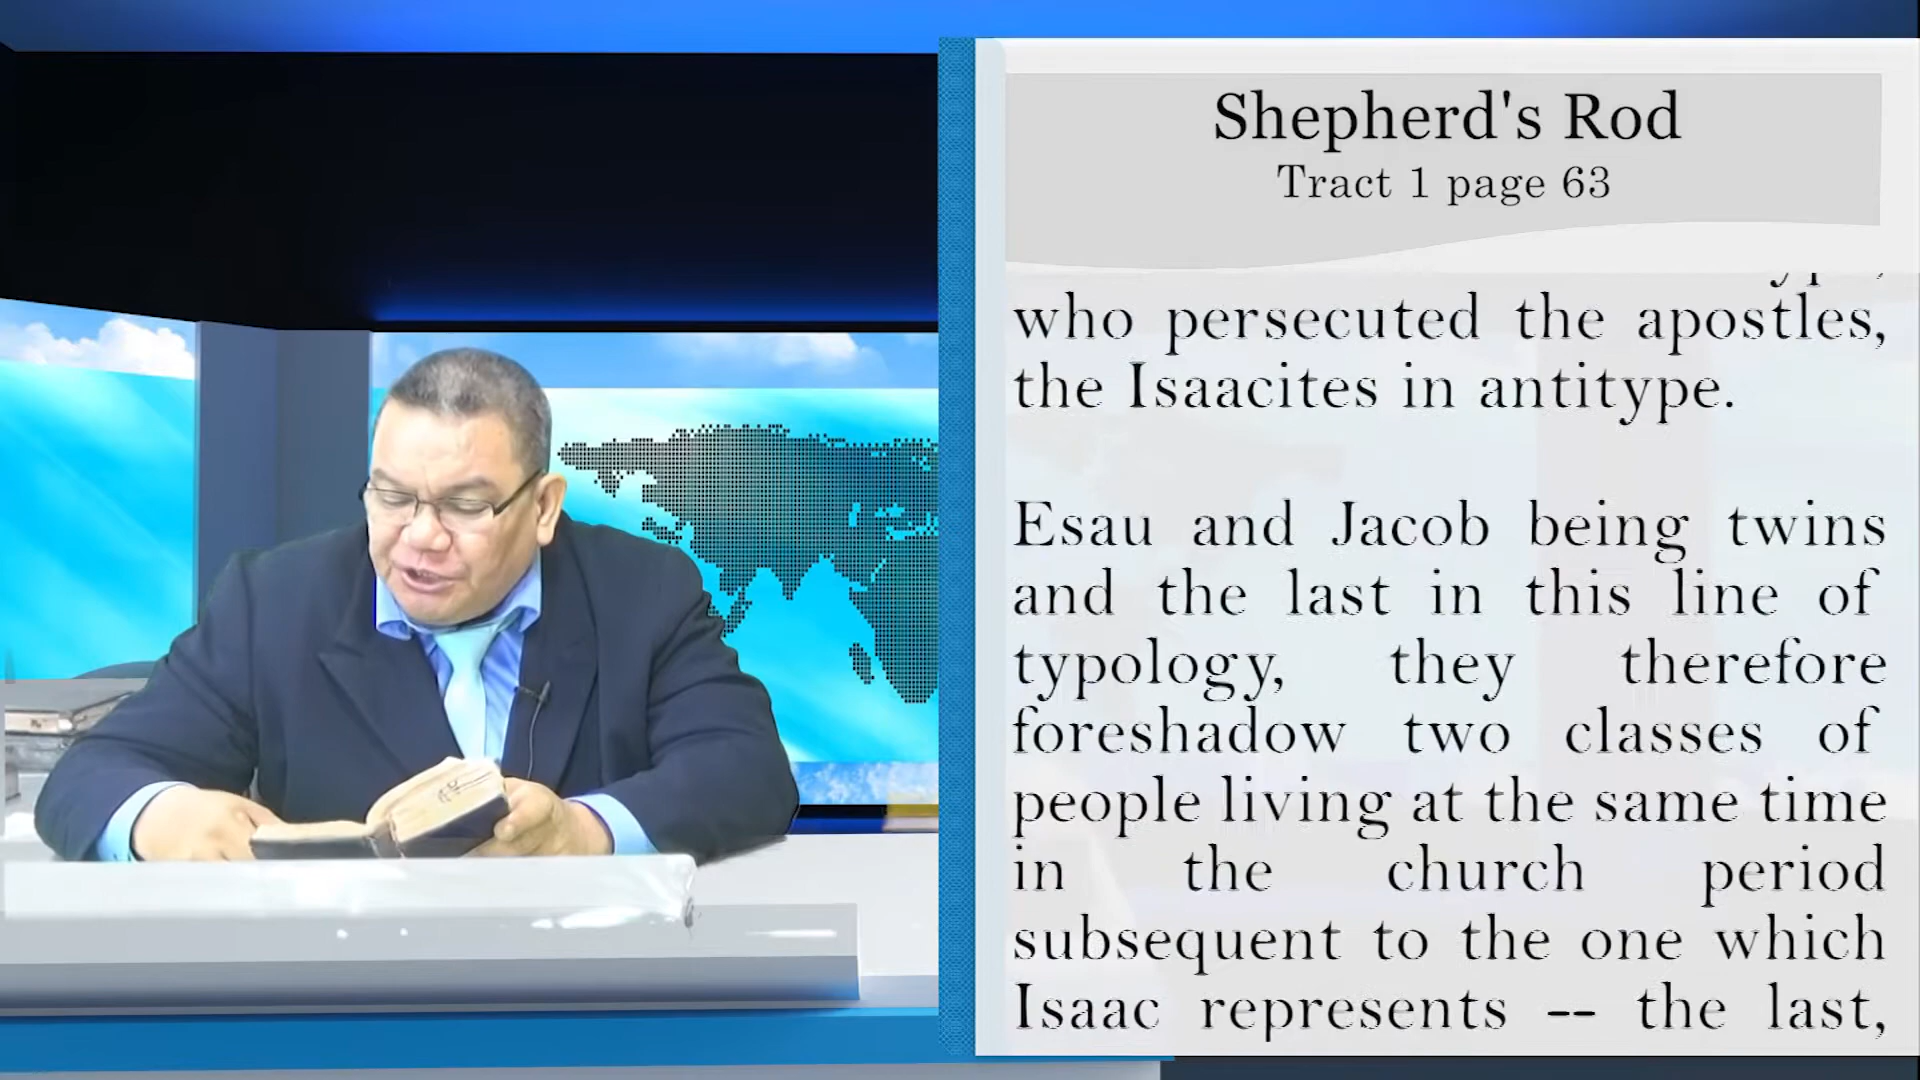 Shepherd's Rod
Tract 1 page 63
who persecuted the apostles,
the Isaacites in antitype.
Esau and Jacob being twins
and the last in this line of
typology, they therefore
foreshadow two classes of
people living at the same time
in the church period
subsequent to the one which
Isaac represents -- the last,